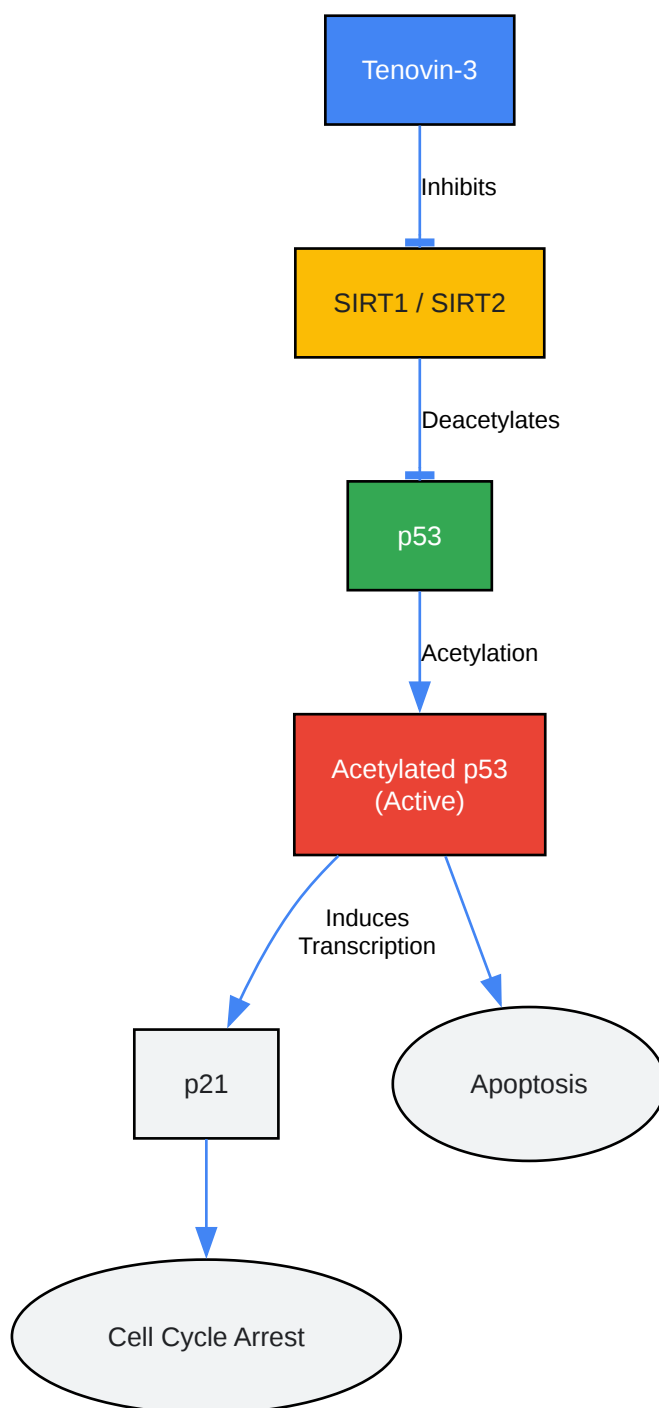 Tenovin-3
Inhibits
SIRT1 / SIRT2
Deacetylates
p53
Acetylation
Acetylated p53
(Active)
Induces
Transcription
p21
Apoptosis
Cell Cycle Arrest